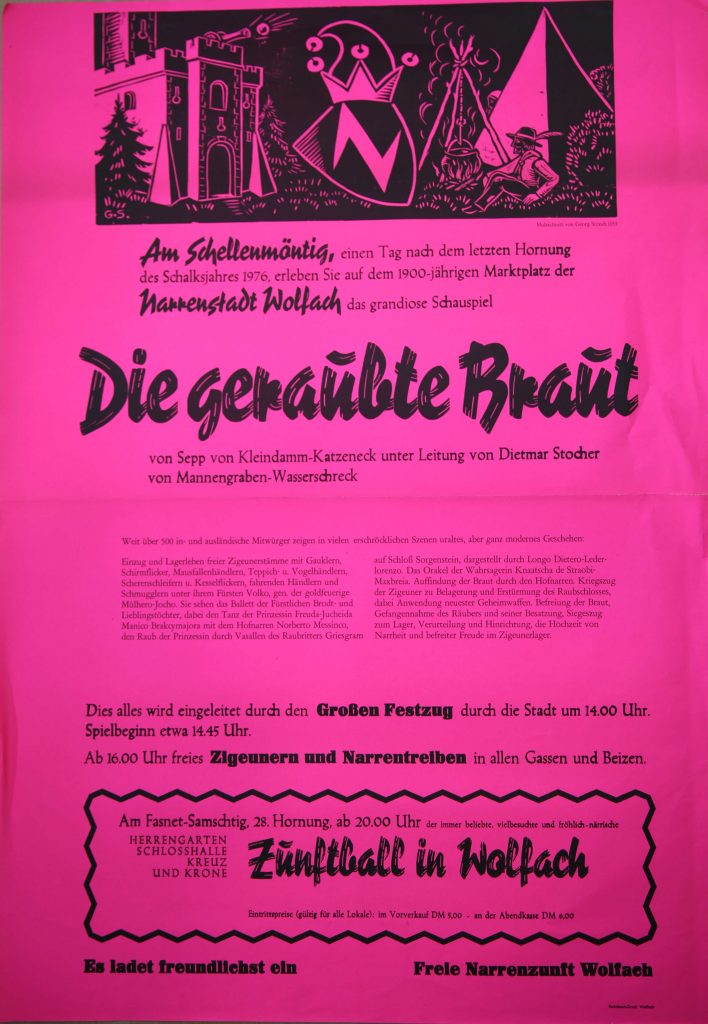 G-S.
N
Holzschnitt von Georg Straub 1953
Am Schellenmöntig, einen Tag nach dem letzten Hornung
des Schalksjahres 1976, erleben Sie auf dem 1900-jährigen Marktplatz der
Narrenstadt Wolfach das grandiose Schauspiel
Die geraubte Braut
von Sepp von Kleindamm-Katzeneck unter Leitung von Dietmar Stocher
von Mannengraben-Wasserschreck
Weit über 500 in- und ausländische Mitwürger zeigen in vielen erschröcklichen Szenen uraltes, aber ganz modernes Geschehen:
Einzug und Lagerleben freier Zigeunerstämme mit Gauklern,
Schirmflicker, Mausfallenhändlern, Teppich- u. Vogelhändlern,
Scherenschleifern u. Kesselflickern, fahrenden Händlern und
Schmugglern unter ihrem Fürsten Volko, gen. der goldfeuerige
Mülhero-Jocho. Sie sehen das Ballett der Fürstlichen Brodt- und
Lieblingstöchter, dabei den Tanz der Prinzessin Freuda-Jucheida
Manico Brakcymajora mit dem Hofnarren Norberto Messinco,
den Raub der Prinzessin durch Vasallen des Raubritters Griesgram
auf Schloß Sorgenstein, dargestellt durch Longo Dietero-Leder-
lorenzo. Das Orakel der Wahrsagerin Knaatscha de Straobi-
Maxbreia. Auffindung der Braut durch den Hofnarren. Kriegszug
der Zigeuner zu Belagerung und Erstürmung des Raubschlosses,
dabei Anwendung neuester Geheimwaffen. Befreiung der Braut,
Gefangennahme des Räubers und seiner Besatzung, Siegeszug
zum Lager, Verurteilung und Hinrichtung, die Hochzeit von
Narrheit und befreiter Freude im Zigeunerlager.
Dies alles wird eingeleitet durch den Großen Festzug durch die Stadt um 14.00 Uhr.
Spielbeginn etwa 14.45 Uhr.
Ab 16.00 Uhr freies Zigeunern und Narrentreiben in allen Gassen und Beizen.
Am Fasnet-Samschtig, 28. Hornung, ab 20.00 Uhr der immer beliebte, vielbesuchte und fröhlich-närrische
HERRENGARTEN
SCHLOSSHALLE
KREUZ
UND KRONE
Zunftball in Wolfach
Eintrittspreise (gültig für alle Lokale): im Vorverkauf DM 5,00 - an der Abendkasse DM 6,00
Es ladet freundlichst ein
Freie Narrenzunft Wolfach